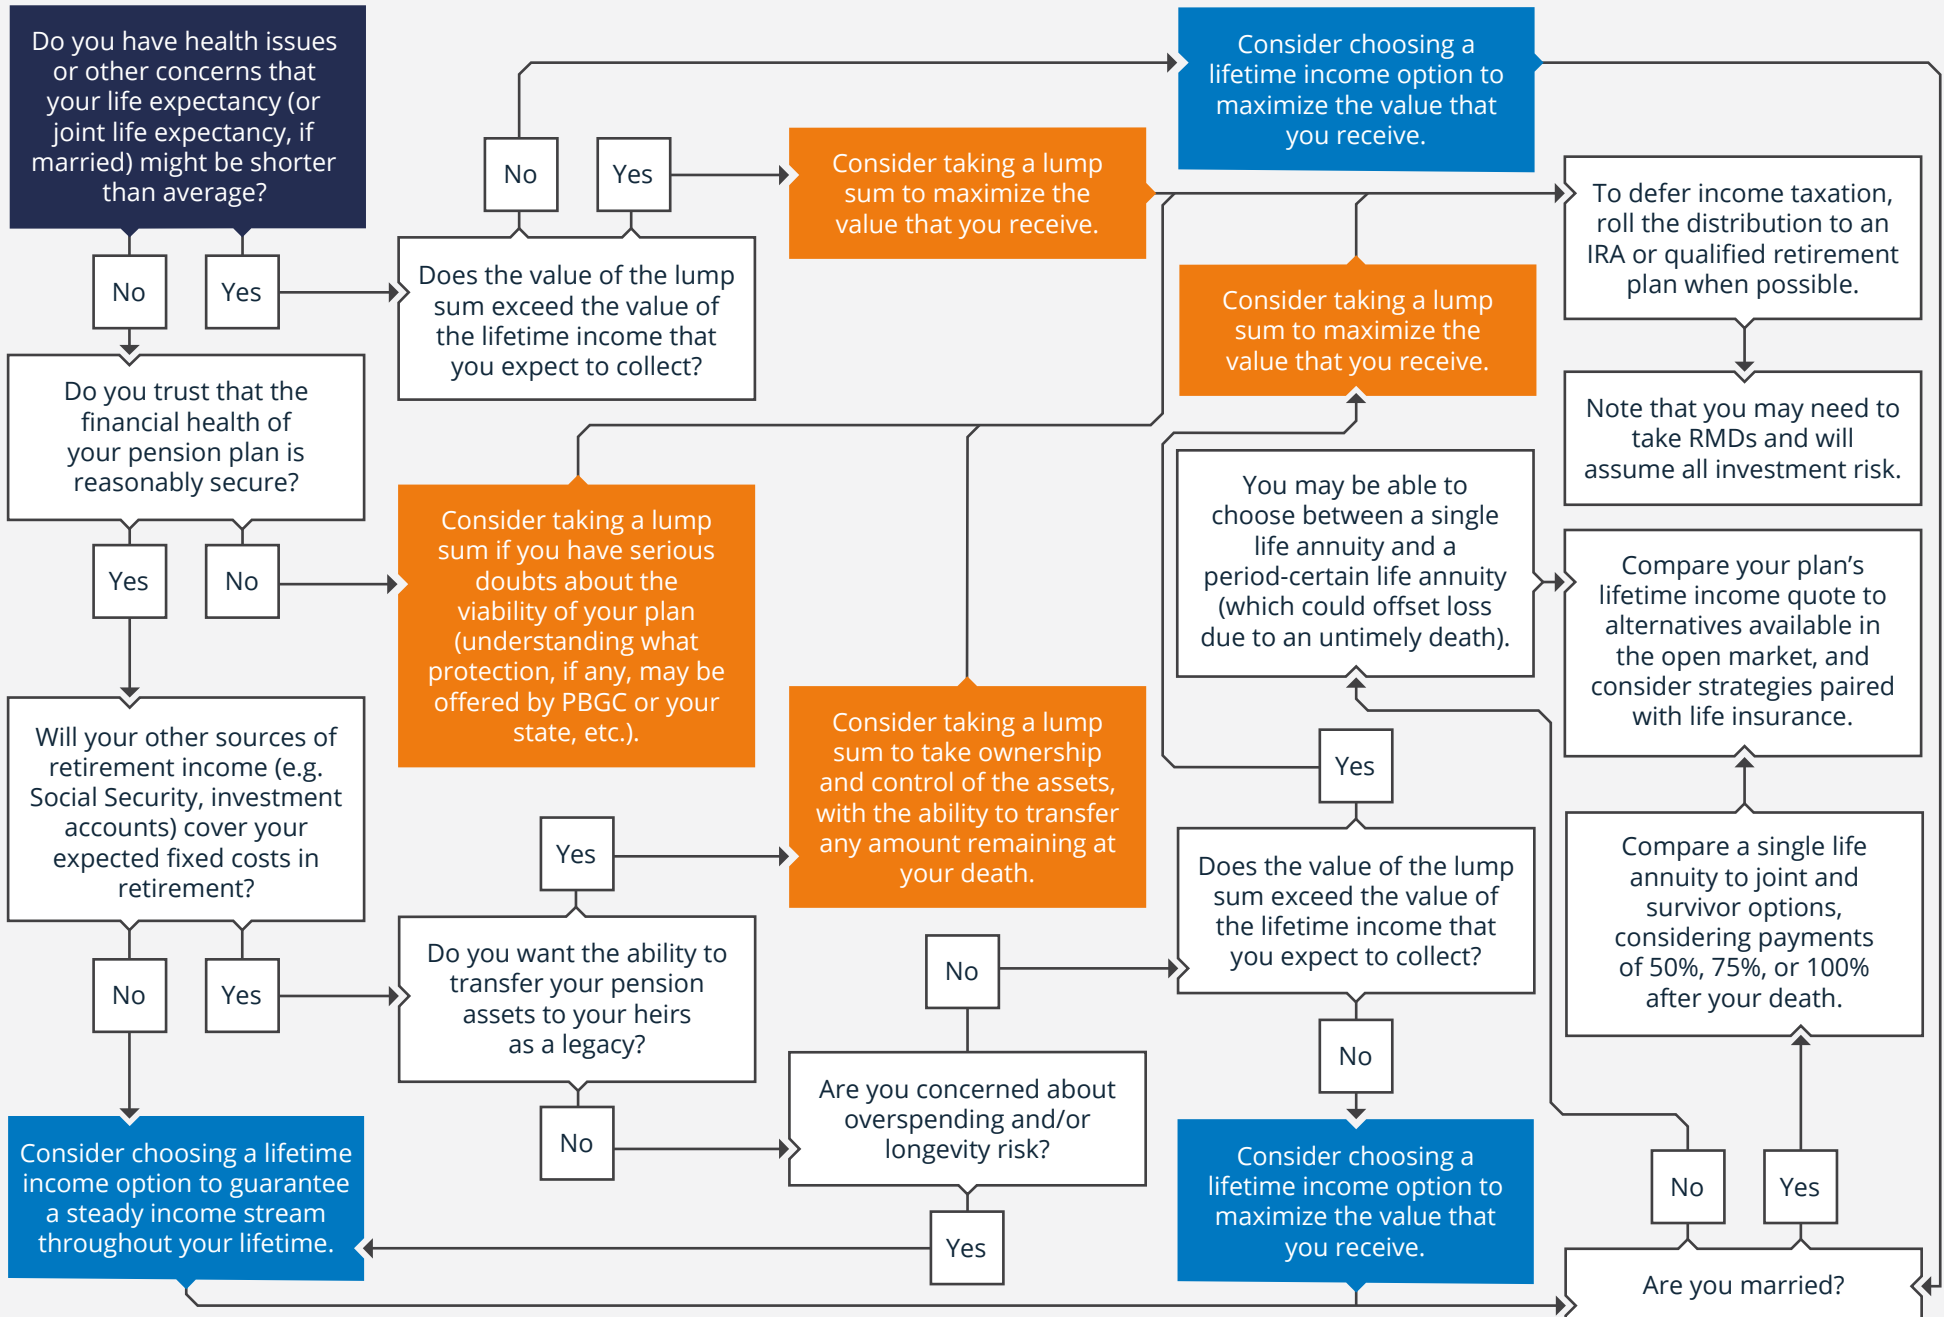 Do you have health issues
or other concerns that
your life expectancy (or
joint life expectancy, if
married) might be shorter
than average?
No
Yes
Does the value of the lump
sum exceed the value of
the lifetime income that
you expect to collect?
No
Yes
Consider taking a lump
sum to maximize the
value that you receive.
Consider choosing a
lifetime income option to
maximize the value that
you receive.
To defer income taxation,
roll the distribution to an
IRA or qualified retirement
plan when possible.
Note that you may need to
take RMDs and will
assume all investment risk.
Do you trust that the
financial health of
your pension plan is
reasonably secure?
Yes
No
Consider taking a lump
sum if you have serious
doubts about the
viability of your plan
(understanding what
protection, if any, may be
offered by PBGC or your
state, etc.).
Will your other sources of
retirement income (e.g.
Social Security, investment
accounts) cover your
expected fixed costs in
retirement?
No
Yes
Consider choosing a lifetime
income option to guarantee
a steady income stream
throughout your lifetime.
Do you want the ability to
transfer your pension
assets to your heirs
as a legacy?
Yes
No
Consider taking a lump
sum to take ownership
and control of the assets,
with the ability to transfer
any amount remaining at
your death.
Are you concerned about
overspending and/or
longevity risk?
No
Yes
Does the value of the lump
sum exceed the value of
the lifetime income that
you expect to collect?
Yes
No
Consider taking a lump
sum to maximize the
value that you receive.
Consider choosing a
lifetime income option to
maximize the value that
you receive.
Are you married?
No
Yes
You may be able to
choose between a single
life annuity and a
period-certain life annuity
(which could offset loss
due to an untimely death).
Compare a single life
annuity to joint and
survivor options,
considering payments
of 50%, 75%, or 100%
after your death.
Compare your plan’s
lifetime income quote to
alternatives available in
the open market, and
consider strategies paired
with life insurance.